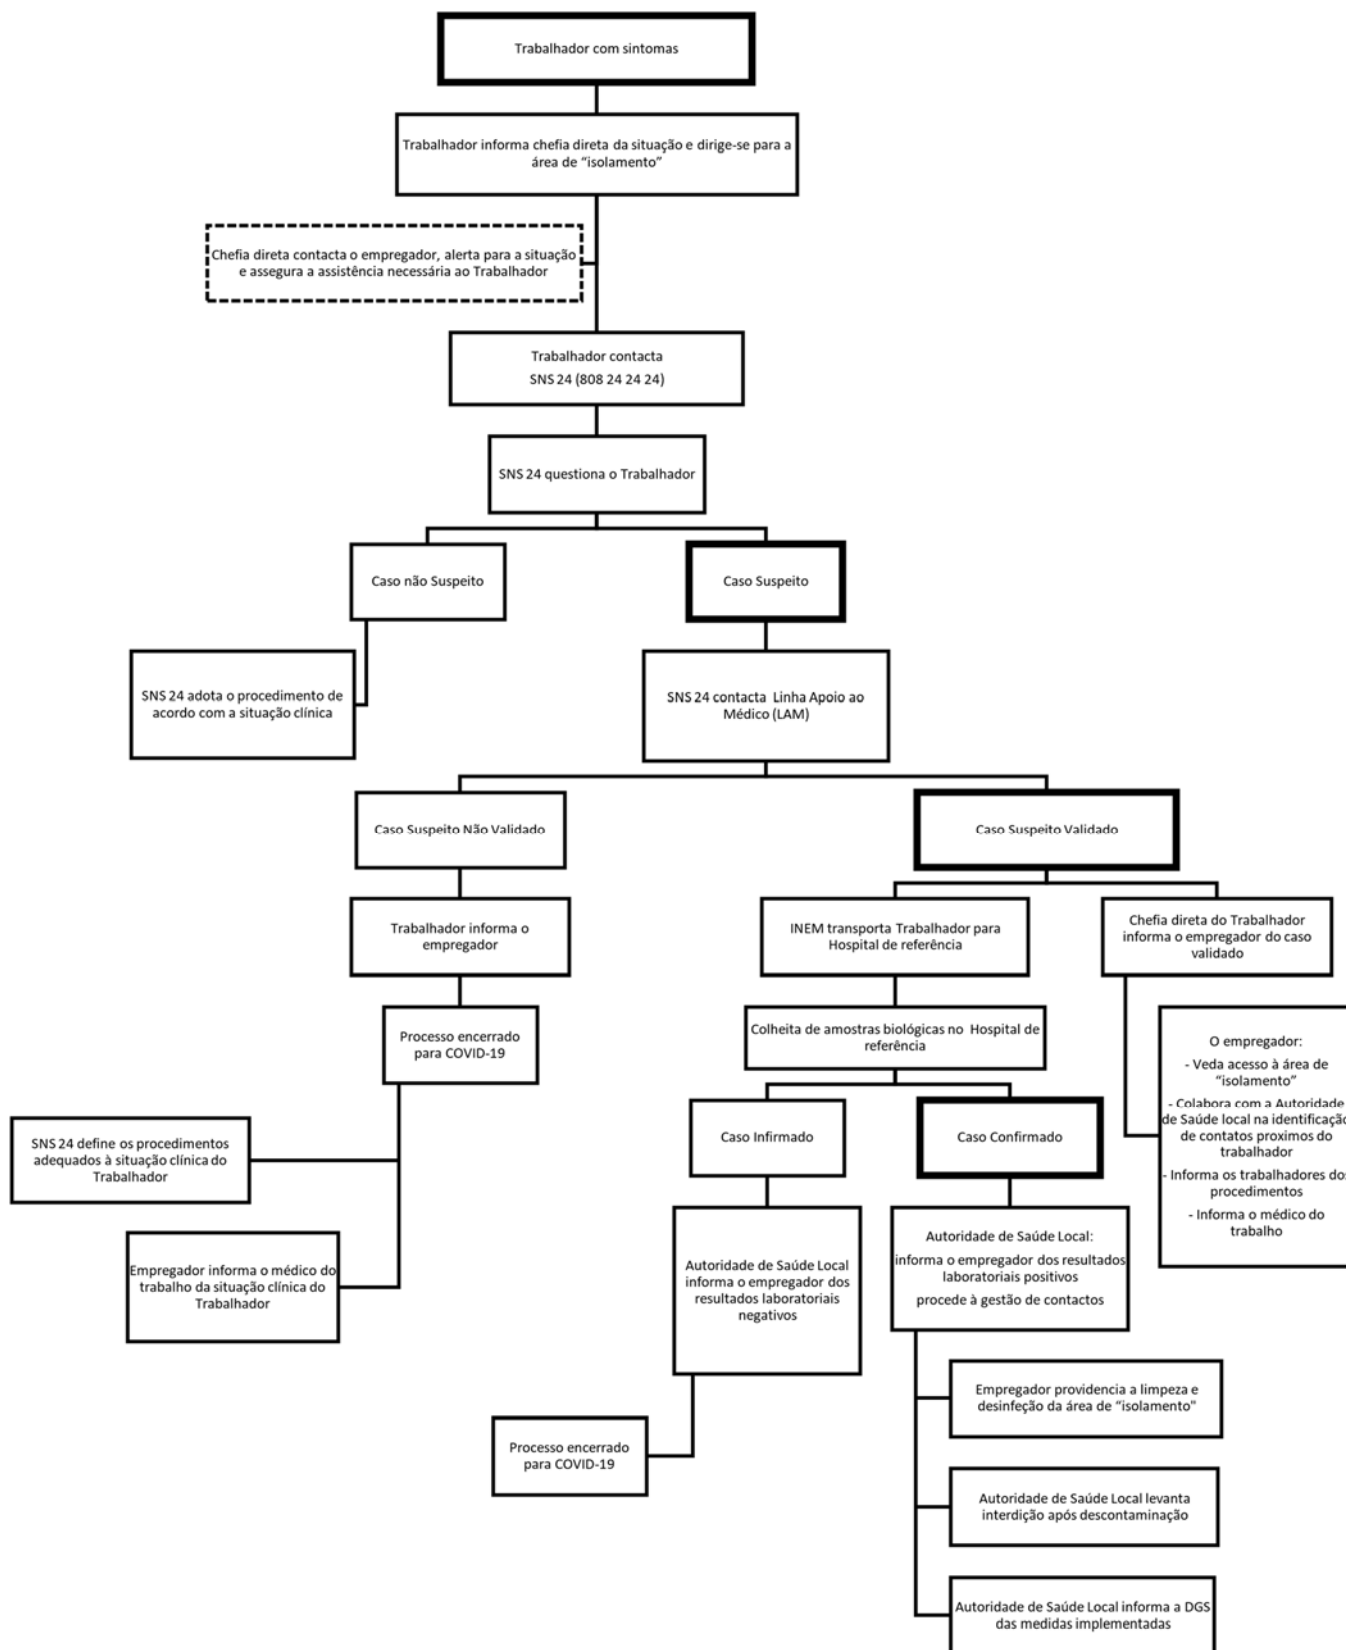 Trabalhador com sintomas
Trabalhador informa chefia direta da situação e dirige-se para a
área de “isolamento”
Chefia direta contacta o empregador, alerta para a situação
e assegura a assistência necessária ao Trabalhador
Trabalhador contacta
SNS 24 (808 24 24 24)
SNS 24 questiona o Trabalhador
Caso não Suspeito
Caso Suspeito
SNS 24 adota o procedimento de
acordo com a situação clínica
SNS 24 contacta Linha Apoio ao
Médico (LAM)
Caso Suspeito Não Validado
Caso Suspeito Validado
Trabalhador informa o
empregador
INEM transporta Trabalhador para
Hospital de referência
Chefia direta do Trabalhador
informa o empregador do caso
validado
Processo encerrado
para COVID-19
Colheita de amostras biológicas no Hospital de
referência
O empregador:
- Veda acesso à área de
“isolamento”
- Colabora com a Autoridade
de Saúde local na identificação
de contatos proximos do
trabalhador
- Informa os trabalhadores dos
procedimentos
- Informa o médico do
trabalho
SNS 24 define os procedimentos
adequados à situação clínica do
Trabalhador
Caso Infirmado
Caso Confirmado
Empregador informa o médico do
trabalho da situação clínica do
Trabalhador
Autoridade de Saúde Local
informa o empregador dos
resultados laboratoriais
negativos
Autoridade de Saúde Local:
informa o empregador dos resultados
laboratoriais positivos
procede à gestão de contactos
Processo encerrado
para COVID-19
Empregador providencia a limpeza e
desinfeção da área de “isolamento"
Autoridade de Saúde Local levanta
interdição após descontaminação
Autoridade de Saúde Local informa a DGS
das medidas implementadas